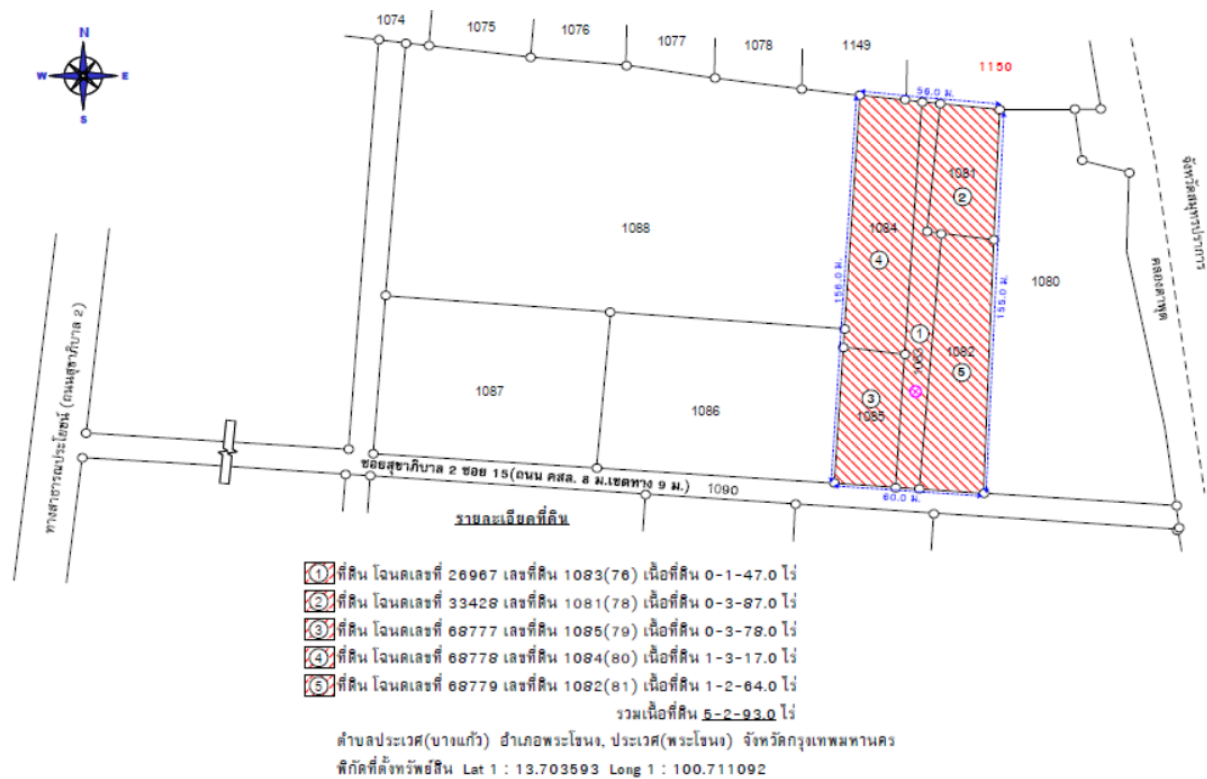 1074
1075
1076
1077
1078
1149
1150
N
W E
S
56.0 ม.
1081
2
1088
1084
4
156.0 ม.
155.0 ม.
1080
จังหวัดสมุทรปราการ
คลองตาพุก
ทางสาธารณประโยชน์ (ถนนสุขาภิบาล 2)
1
1083
1082
5
1087
1086
3
1085
ซอยสุขาภิบาล 2 ซอย 15(ถนน คสล. 8 ม.เขตทาง 9 ม.)
1090
60.0 ม.
รายละเอียดที่ดิน
1 ที่ดิน โฉนดเลขที่ 26967 เลขที่ดิน 1083(76) เนื้อที่ดิน 0-1-47.0 ไร่
2 ที่ดิน โฉนดเลขที่ 33428 เลขที่ดิน 1081(78) เนื้อที่ดิน 0-3-87.0 ไร่
3 ที่ดิน โฉนดเลขที่ 68777 เลขที่ดิน 1085(79) เนื้อที่ดิน 0-3-78.0 ไร่
4 ที่ดิน โฉนดเลขที่ 68778 เลขที่ดิน 1084(80) เนื้อที่ดิน 1-3-17.0 ไร่
5 ที่ดิน โฉนดเลขที่ 68779 เลขที่ดิน 1082(81) เนื้อที่ดิน 1-2-64.0 ไร่
รวมเนื้อที่ดิน 5-2-93.0 ไร่
ตำบลประเวศ(บางแก้ว) อำเภอพระโขนง, ประเวศ(พระโขนง) จังหวัดกรุงเทพมหานคร
พิกัดที่ตั้งทรัพย์สิน Lat 1 : 13.703593 Long 1 : 100.711092